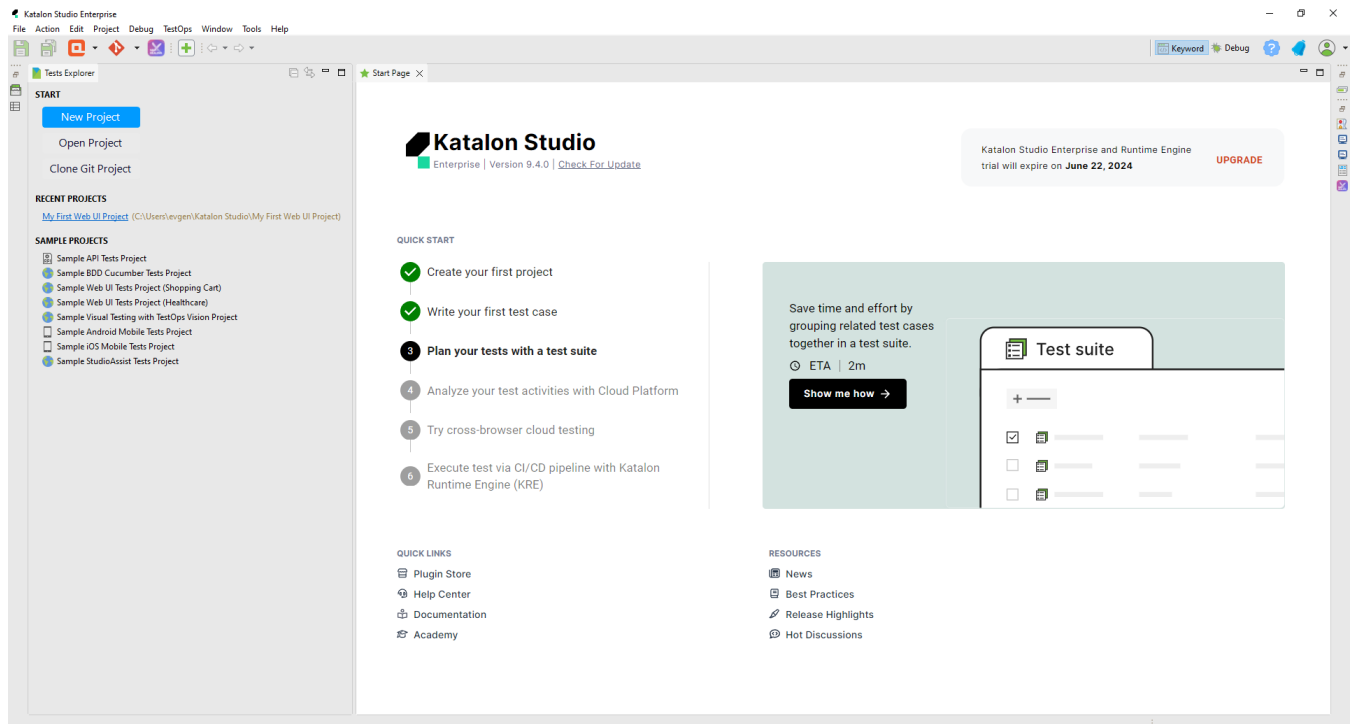 Katalon Studio Enterprise
File Action Edit Project Debug TestOps Window Tools Help
Keyword Debug
Tests Explorer
Start Page
START
New Project
Open Project
Clone Git Project
RECENT PROJECTS
My First Web UI Project (C:\Users\evgen\Katalon Studio\My First Web UI Project)
SAMPLE PROJECTS
Sample API Tests Project
Sample BDD Cucumber Tests Project
Sample Web UI Tests Project (Shopping Cart)
Sample Web UI Tests Project (Healthcare)
Sample Visual Testing with TestOps Vision Project
Sample Android Mobile Tests Project
Sample iOS Mobile Tests Project
Sample StudioAssist Tests Project
Katalon Studio
Enterprise | Version 9.4.0 | Check For Update
Katalon Studio Enterprise and Runtime Engine
trial will expire on June 22, 2024
UPGRADE
QUICK START
Create your first project
Write your first test case
3 Plan your tests with a test suite
4 Analyze your test activities with Cloud Platform
5 Try cross-browser cloud testing
6 Execute test via CI/CD pipeline with Katalon
Runtime Engine (KRE)
Save time and effort by
grouping related test cases
together in a test suite.
ETA | 2m
Show me how →
Test suite
QUICK LINKS
Plugin Store
Help Center
Documentation
Academy
RESOURCES
News
Best Practices
Release Highlights
Hot Discussions